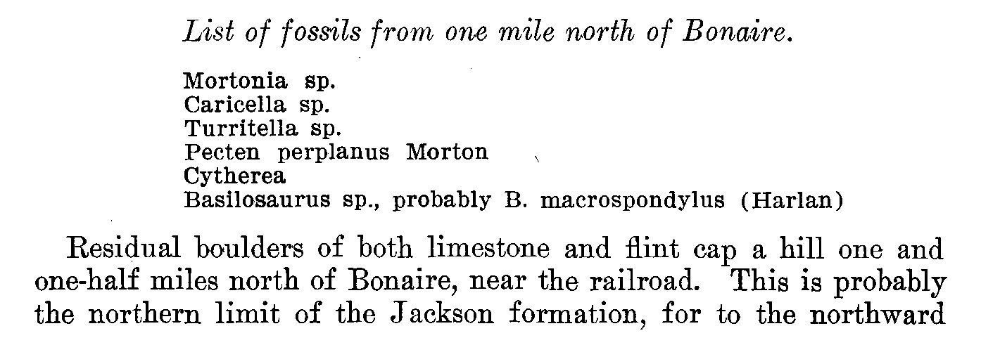 List of fossils from one mile north of Bonaire.
Mortonia sp.
Caricella sp.
Turritella sp.
Pecten perplanus Morton
Cytherea
Basilosaurus sp., probably B. macrospondylus (Harlan)
Residual boulders of both limestone and flint cap a hill one and
one-half miles north of Bonaire, near the railroad. This is probably
the northern limit of the Jackson formation, for to the northward